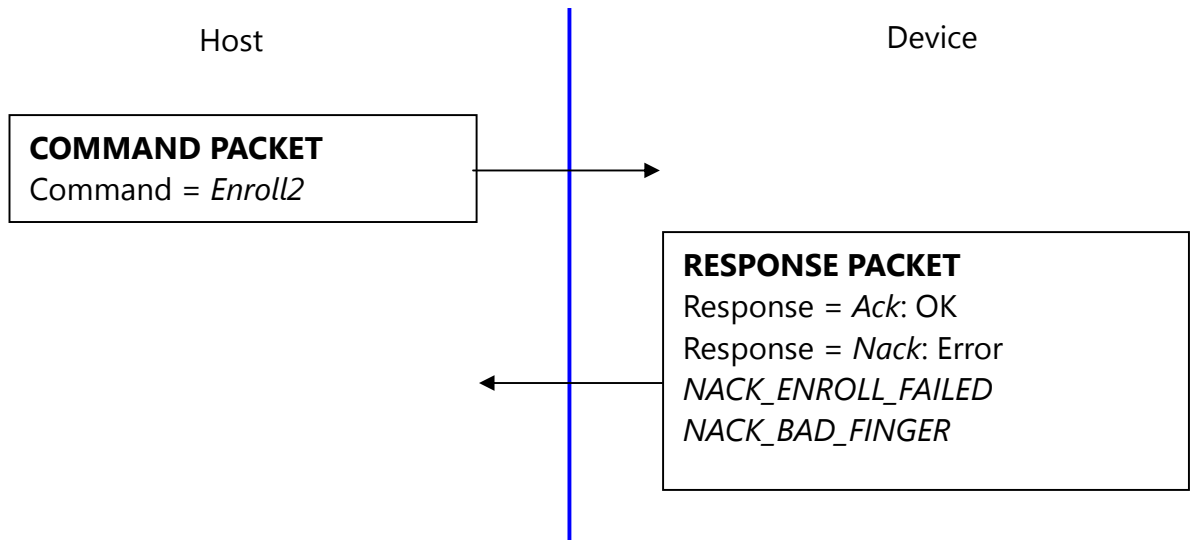 Host
Device
COMMAND PACKET
Command = Enroll2
RESPONSE PACKET
Response = Ack: OK
Response = Nack: Error
NACK_ENROLL_FAILED
NACK_BAD_FINGER